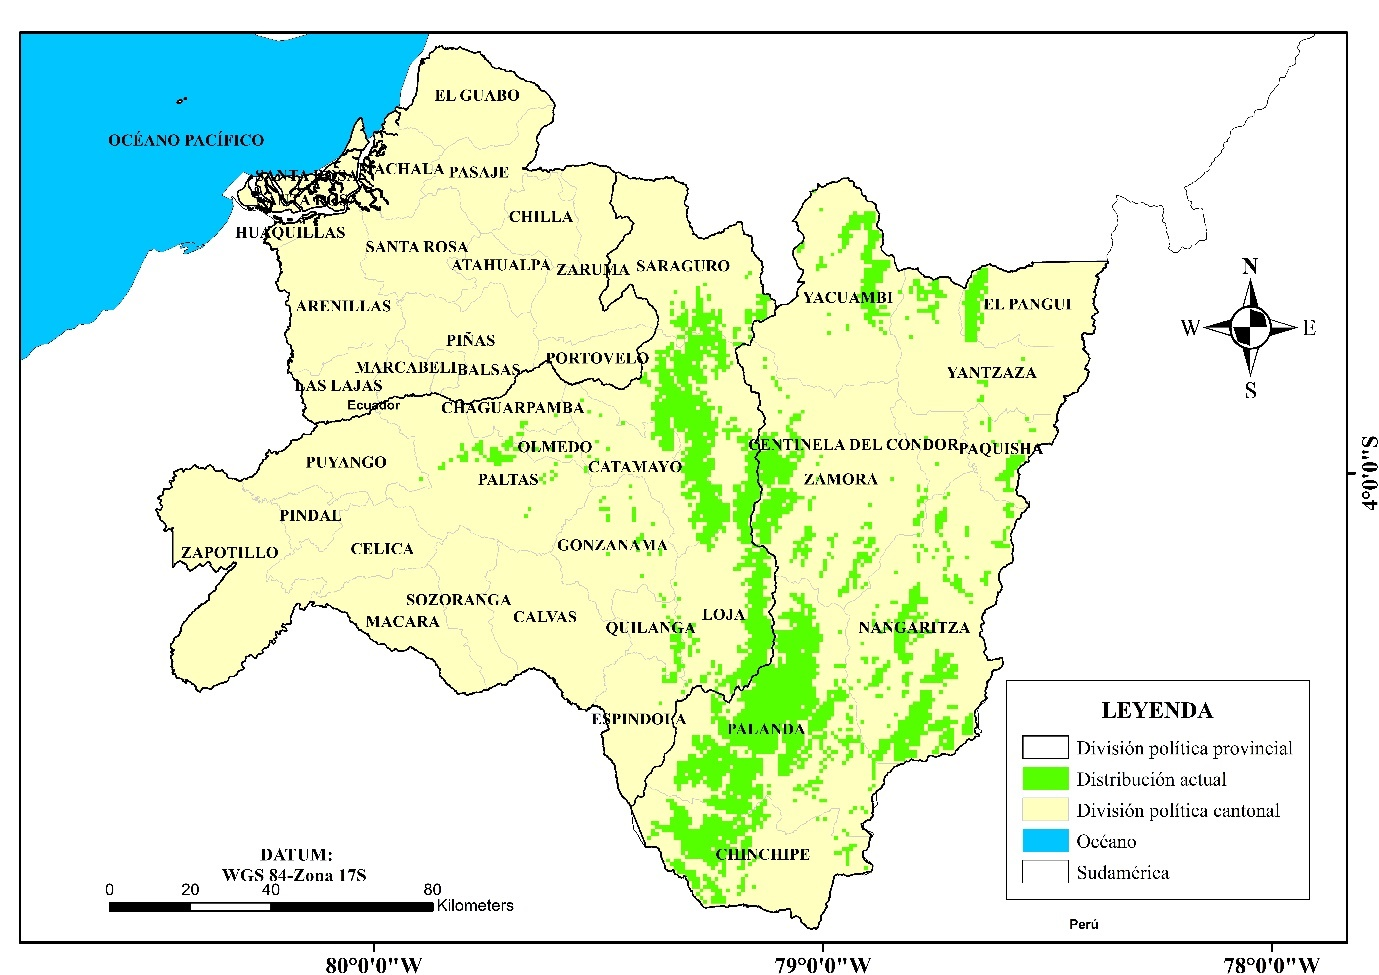 EL GUABO
OCÉANO PACÍFICO
MACHALA
PASAJE
SANTA ROSA
SANTA ROSA
CHILLA
HUAQUILLAS
SANTA ROSA
ATAHUALPA
ZARUMA
SARAGURO
YACUAMBI
EL PANGUI
ARENILLAS
PIÑAS
PORTOVELO
MARCABELI
BALSAS
YANTZAZA
LAS LAJAS
Ecuador
CHAGUARPAMBA
OLMEDO
CENTINELA DEL CONDOR
PAQUISHA
PUYANGO
CATAMAYO
PALTAS
ZAMORA
PINDAL
ZAPOTILLO
CELICA
GONZANAMA
SOZORANGA
MACARA
CALVAS
QUILANGA
LOJA
NANGARITZA
ESPINDOLA
PALANDA
CHINCHIPE
N
W
E
S
4°0'0"S
LEYENDA
División política provincial
Distribución actual
División política cantonal
Océano
Sudamérica
Perú
DATUM:
WGS 84-Zona 17S
0 20 40 80
Kilometers
80°0'0"W
79°0'0"W
78°0'0"W